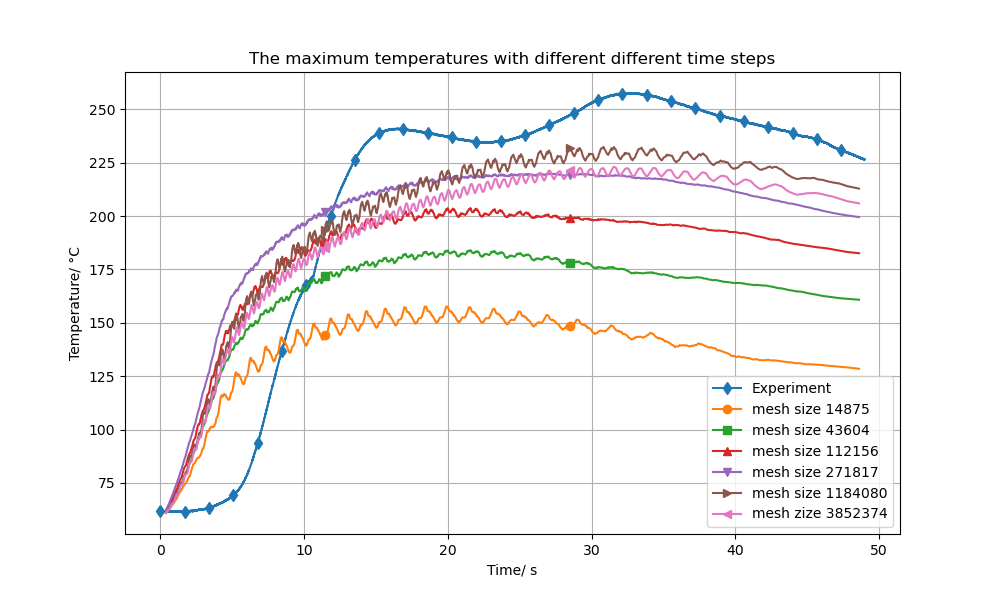 The maximum temperatures with different different time steps
Temperature/ °C
250
225
200
175
150
125
100
75
0
10
20
30
40
50
Time/ s
Experiment
mesh size 14875
mesh size 43604
mesh size 112156
mesh size 271817
mesh size 1184080
mesh zize 3852374